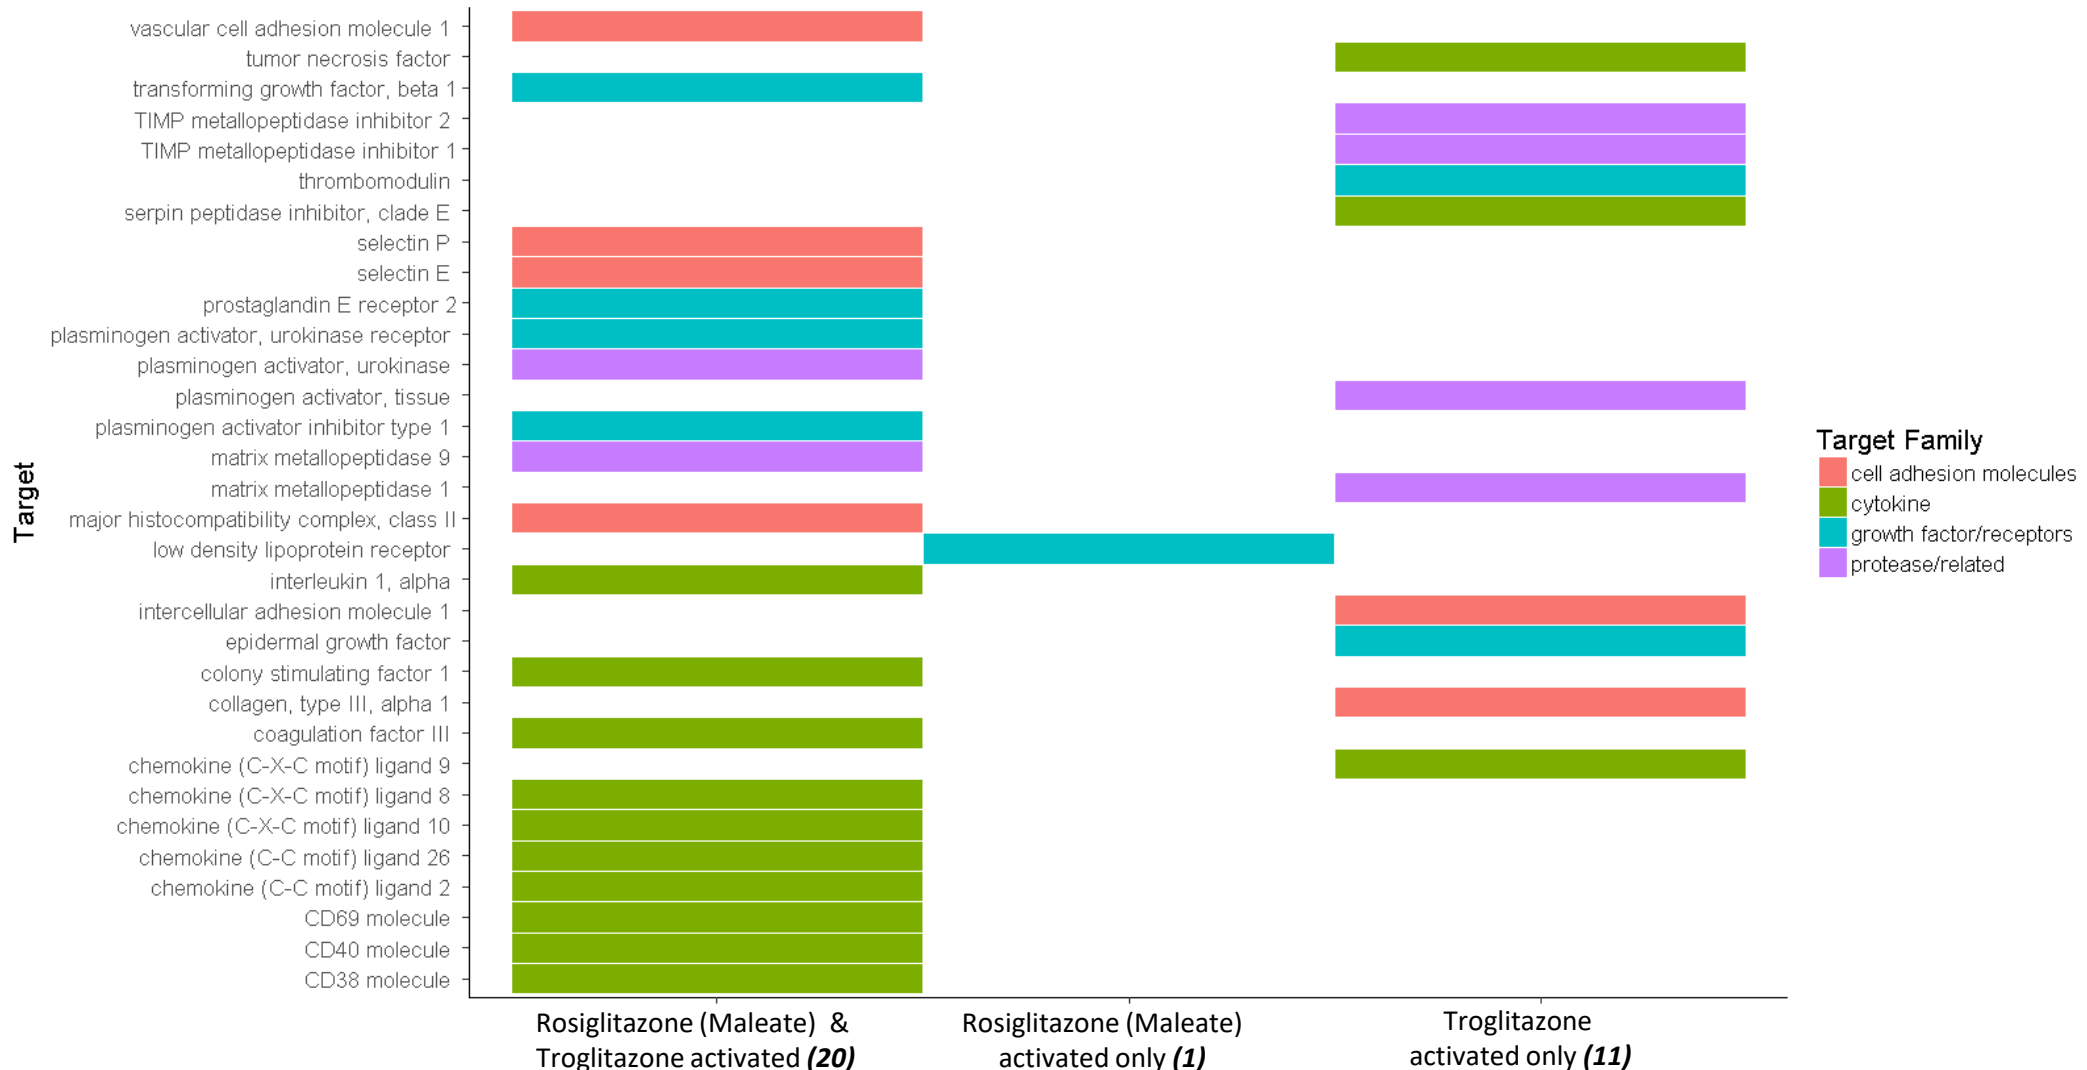 Target
vascular cell adhesion molecule 1
tumor necrosis factor
transforming growth factor, beta 1
TIMP metallopeptidase inhibitor 2
TIMP metallopeptidase inhibitor 1
thrombomodulin
serpin peptidase inhibitor, clade E
selectin P
selectin E
prostaglandin E receptor 2
plasminogen activator, urokinase receptor
plasminogen activator, urokinase
plasminogen activator, tissue
plasminogen activator inhibitor type 1
matrix metallopeptidase 9
matrix metallopeptidase 1
major histocompatibility complex, class II
low density lipoprotein receptor
interleukin 1, alpha
intercellular adhesion molecule 1
epidermal growth factor
colony stimulating factor 1
collagen, type III, alpha 1
coagulation factor III
chemokine (C-X-C motif) ligand 9
chemokine (C-X-C motif) ligand 8
chemokine (C-X-C motif) ligand 10
chemokine (C-C motif) ligand 26
chemokine (C-C motif) ligand 2
CD69 molecule
CD40 molecule
CD38 molecule
Rosiglitazone (Maleate) &
Troglitazone activated (20)
Rosiglitazone (Maleate)
activated only (1)
Troglitazone
activated only (11)
Target Family
cell adhesion molecules
cytokine
growth factor/receptors
protease/related